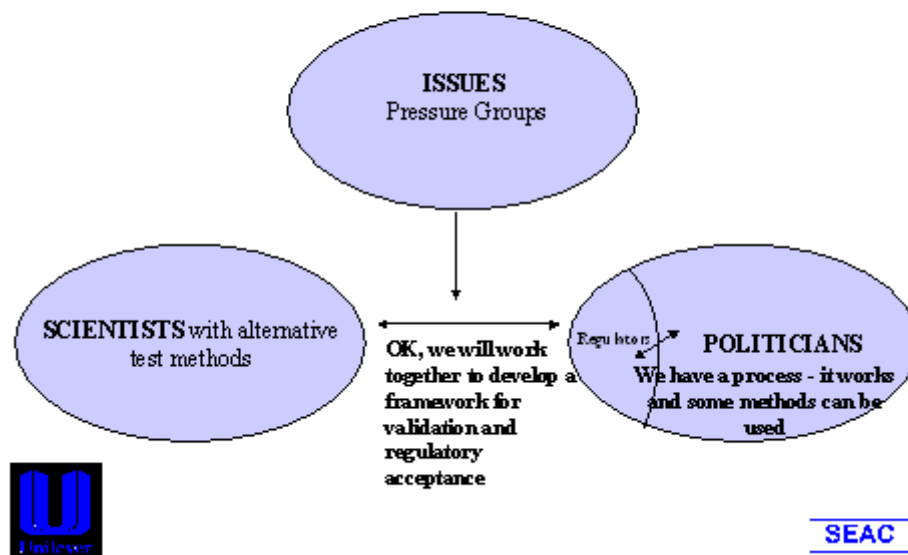 ISSUES
Pressure Groups
SCIENTISTS with alternative
test methods
OK, we will work
together to develop a
framework for
validation and
regulatory
acceptance
Regulators
POLITICIANS
We have a process - it works
and some methods can be
used
Unilever
SEAC